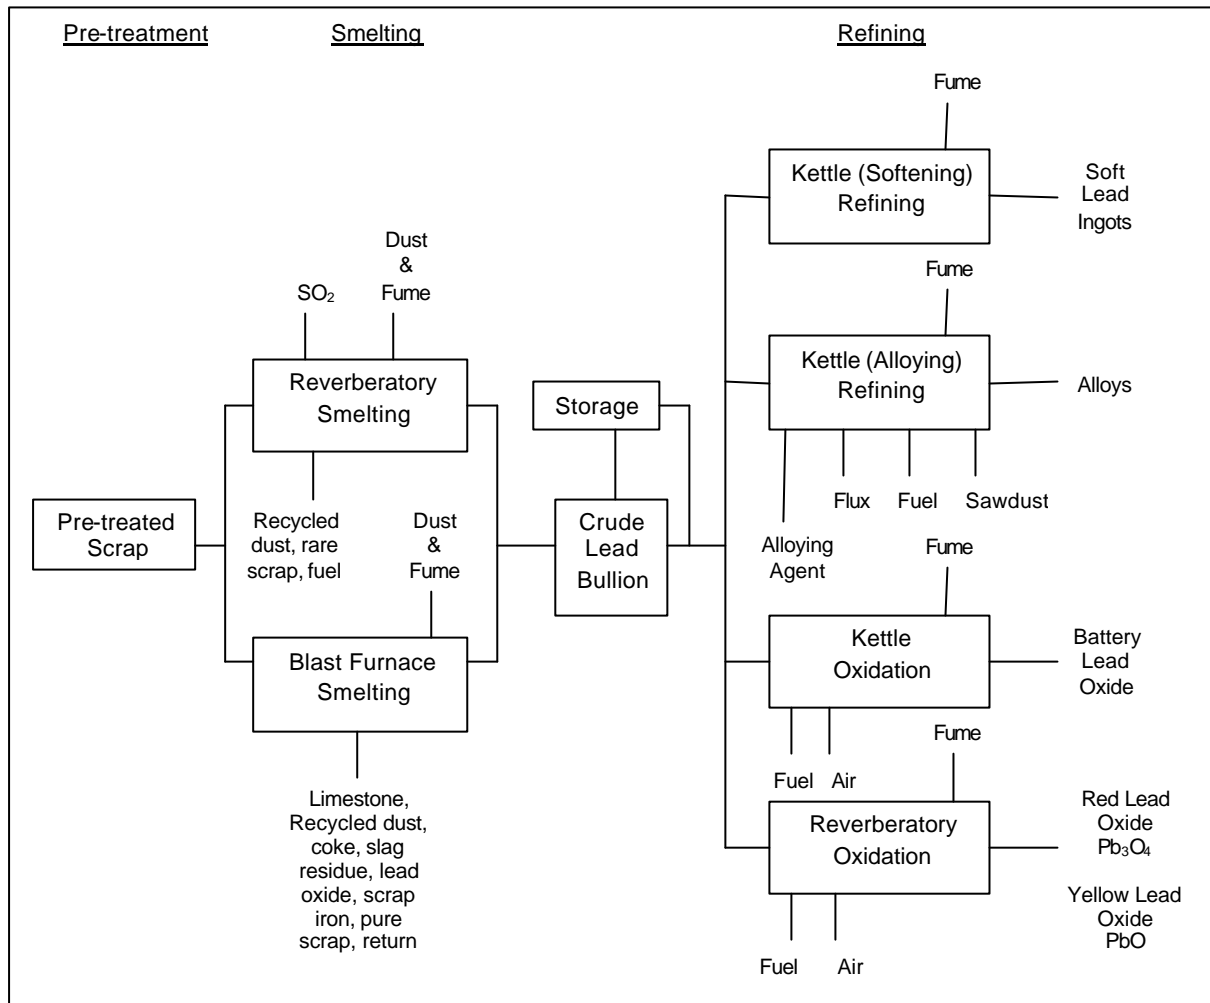 Pre-treatment
Smelting
Refining
Fume
Kettle (Softening)
Refining
Soft
Lead
Ingots
Dust
&
Fume
SO₂
Reverberatory
Smelting
Recycled
dust, rare
scrap, fuel
Pre-treated
Scrap
Dust
&
Fume
Blast Furnace
Smelting
Limestone,
Recycled dust,
coke, slag
residue, lead
oxide, scrap
iron, pure
scrap, return
Storage
Crude
Lead
Bullion
Fume
Kettle (Alloying)
Refining
Alloys
Alloying
Agent
Flux
Fuel
Sawdust
Fume
Kettle
Oxidation
Battery
Lead
Oxide
Fuel
Air
Fume
Reverberatory
Oxidation
Red Lead
Oxide
Pb₃O₄
Yellow Lead
Oxide
PbO
Fuel
Air